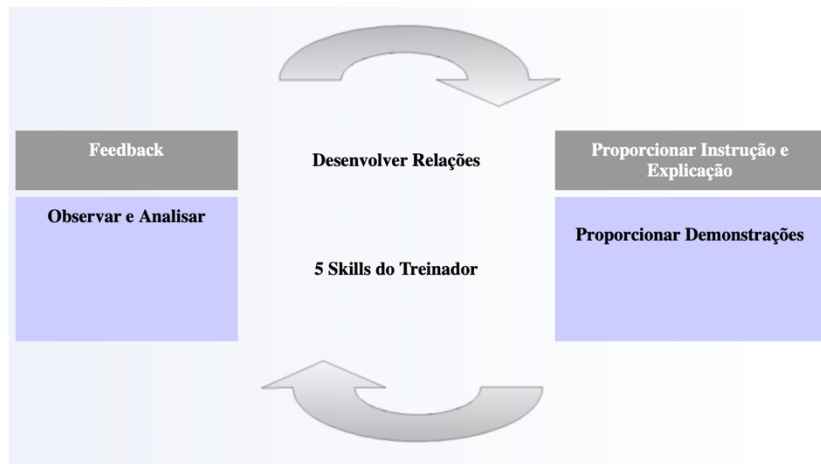 Feedback
Desenvolver Relações
Proporcionar Instrução e
Explicação
Observar e Analisar
Proporcionar Demonstrações
5 Skills do Treinador